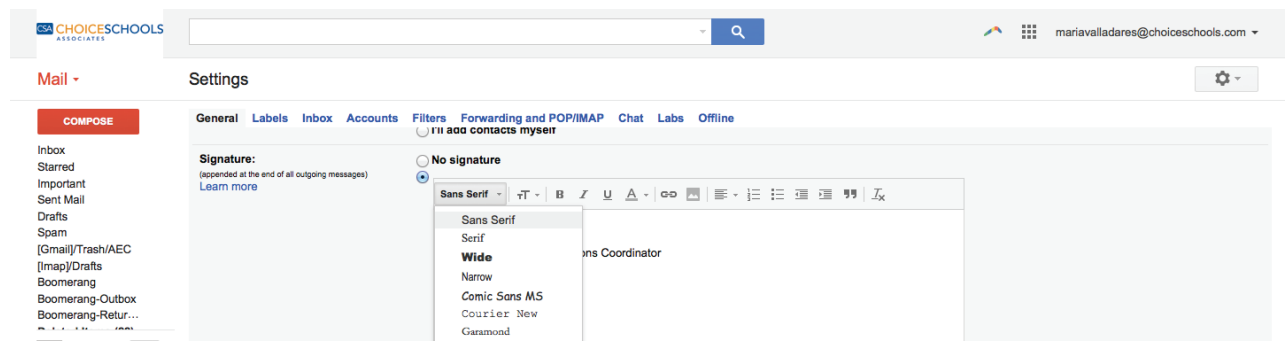 CSA CHOICESCHOOLS
ASSOCIATES
mariavalladares@choiceschools.com
Mail
Settings
COMPOSE
General Labels Inbox Accounts Filters Forwarding and POP/IMAP Chat Labs Offline
I'll add contacts myself
Inbox
Starred
Important
Sent Mail
Drafts
Spam
[Gmail]/Trash/AEC
[Imap]/Drafts
Boomerang
Boomerang-Outbox
Boomerang-Retur...
Signature:
(appended at the end of all outgoing messages)
Learn more
No signature
Sans Serif
Sans Serif
Serif
Wide
Narrow
Comic Sans MS
Courier New
Garamond
Coordinator